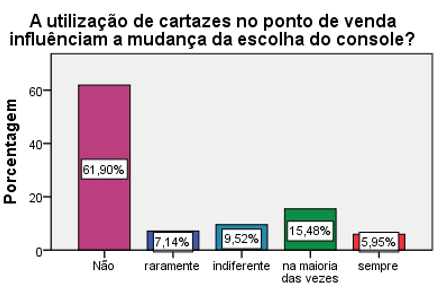 A utilização de cartazes no ponto de venda
influênciam a mudança da escolha do console?
Porcentagem
60
40
20
0
61,90%
7,14%
9,52%
15,48%
5,95%
Não
raramente
indiferente
na maioria
das vezes
sempre